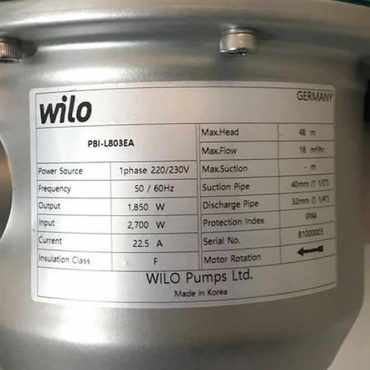 wilo
GERMANY
PBI-L803EA
Power Source 1phase 220/230V
Frequency 50 / 60Hz
Output 1,850 W
Input 2,700 W
Current 22.5 A
Insulation Class F
Max.Head 48 m
Max.Flow 18 m³/hr
Max.Suction - m
Suction Pipe 40mm (1 1/2")
Discharge Pipe 32mm (1 1/4")
Protection Index IPX4
Serial No. 81000005
Motor Rotation
WILO Pumps Ltd.
Made in Korea